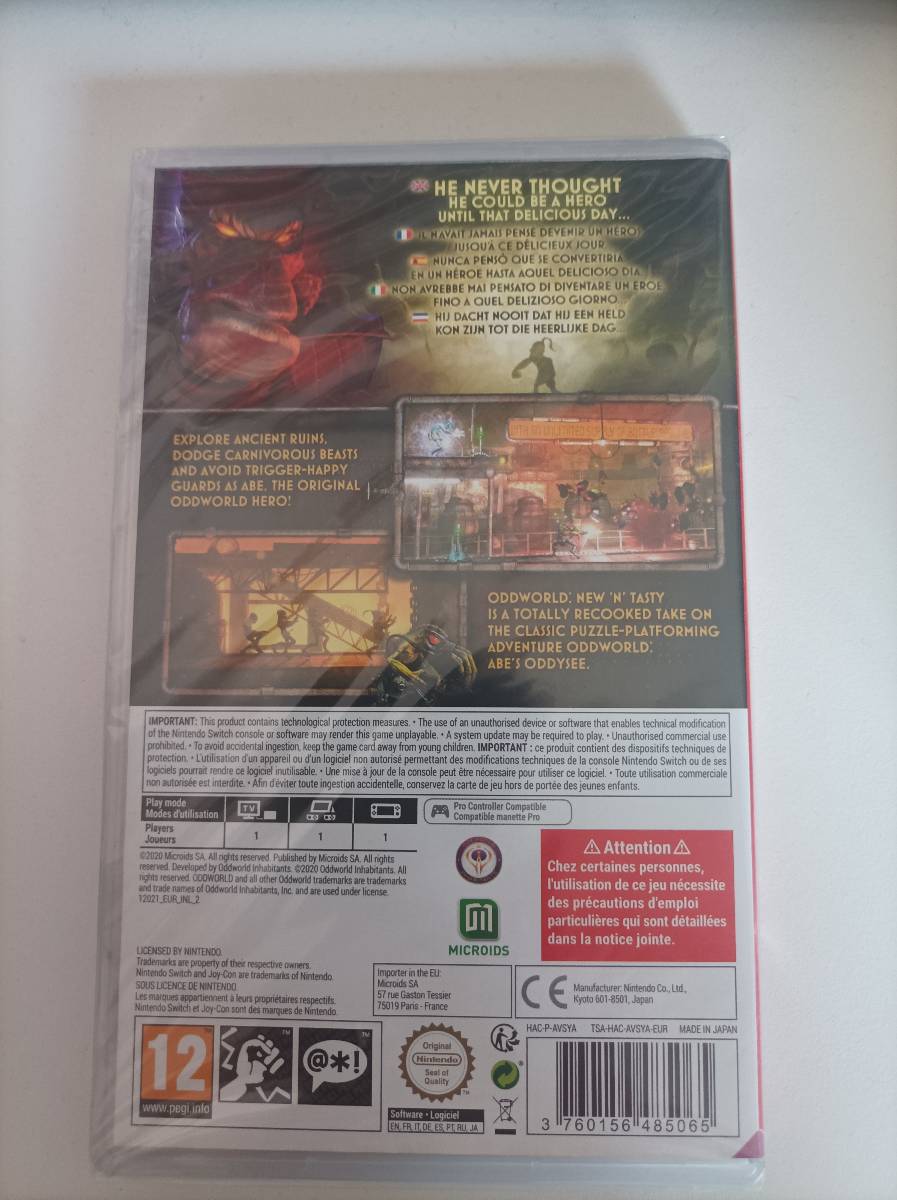 HE NEVER THOUGHT
HE COULD BE A HERO
UNTIL THAT DELICIOUS DAY...
IL N'AVAIT JAMAIS PENSÉ DEVENIR UN HÉROS
JUSQU'À CE DÉLICIEUX JOUR
NUNCA PENSÓ QUE SE CONVERTIRÍA
EN UN HÉROE HASTA AQUEL DELICIOSO DÍA...
NON AVREBBE MAI PENSATO DI DIVENTARE UN EROE
FINO A QUEL DELIZIOSO GIORNO...
HIJ DACHT NOOIT DAT HIJ EEN HELD
KON ZIJN TOT DIE HEERLIJKE DAG...
EXPLORE ANCIENT RUINS,
DODGE CARNIVOROUS BEASTS
AND AVOID TRIGGER-HAPPY
GUARDS AS ABE, THE ORIGINAL
ODDWORLD HERO!
ODDWORLD: NEW 'N' TASTY
IS A TOTALLY RECOOKED TAKE ON
THE CLASSIC PUZZLE-PLATFORMING
ADVENTURE ODDWORLD:
ABE'S ODDYSEE.
IMPORTANT: This product contains technological protection measures. • The use of an unauthorised device or software that enables technical modification
of the Nintendo Switch console or software may render this game unplayable. • A system update may be required to play. • Unauthorised commercial use
prohibited. • To avoid accidental ingestion, keep the game card away from young children. IMPORTANT : ce produit contient des dispositifs techniques de
protection. • L'utilisation d'un appareil ou d'un logiciel non autorisé permettant des modifications techniques de la console Nintendo Switch ou de ses
logiciels pourrait rendre ce logiciel inutilisable. • Une mise à jour de la console peut être nécessaire pour utiliser ce logiciel. • Toute utilisation commerciale
non autorisée est interdite. • Afin d'éviter toute ingestion accidentelle, conservez la carte de jeu hors de portée des jeunes enfants.
Play mode
Modes d'utilisation
TV
Pro Controller Compatible
Compatible manette Pro
Players
Joueurs
1
1
1
©2020 Microids SA. All rights reserved. Published by Microids SA. All rights
reserved. Developed by Oddworld Inhabitants. ©2020 Oddworld Inhabitants. All
rights reserved. ODDWORLD and all other Oddworld trademarks are trademarks
and trade names of Oddworld Inhabitants, Inc. and are used under license.
12021_EUR_INL_2
MICROIDS
⚠ Attention ⚠
Chez certaines personnes,
l'utilisation de ce jeu nécessite
des précautions d'emploi
particulières qui sont détaillées
dans la notice jointe.
LICENSED BY NINTENDO.
Trademarks are property of their respective owners.
Nintendo Switch and Joy-Con are trademarks of Nintendo.
SOUS LICENCE DE NINTENDO.
Les marques appartiennent à leurs propriétaires respectifs.
Nintendo Switch et Joy-Con sont des marques de Nintendo.
Importer in the EU:
Microids SA
57 rue Gaston Tessier
75019 Paris - France
CE
Manufacturer: Nintendo Co., Ltd.,
Kyoto 601-8501, Japan
HAC-P-AVSYA TSA-HAC-AVSYA-EUR MADE IN JAPAN
12
www.pegi.info
@*!
Original
Nintendo
Seal of
Quality
Software • Logiciel
EN, FR, IT, DE, ES, PT, RU, JA
3 760156 485065